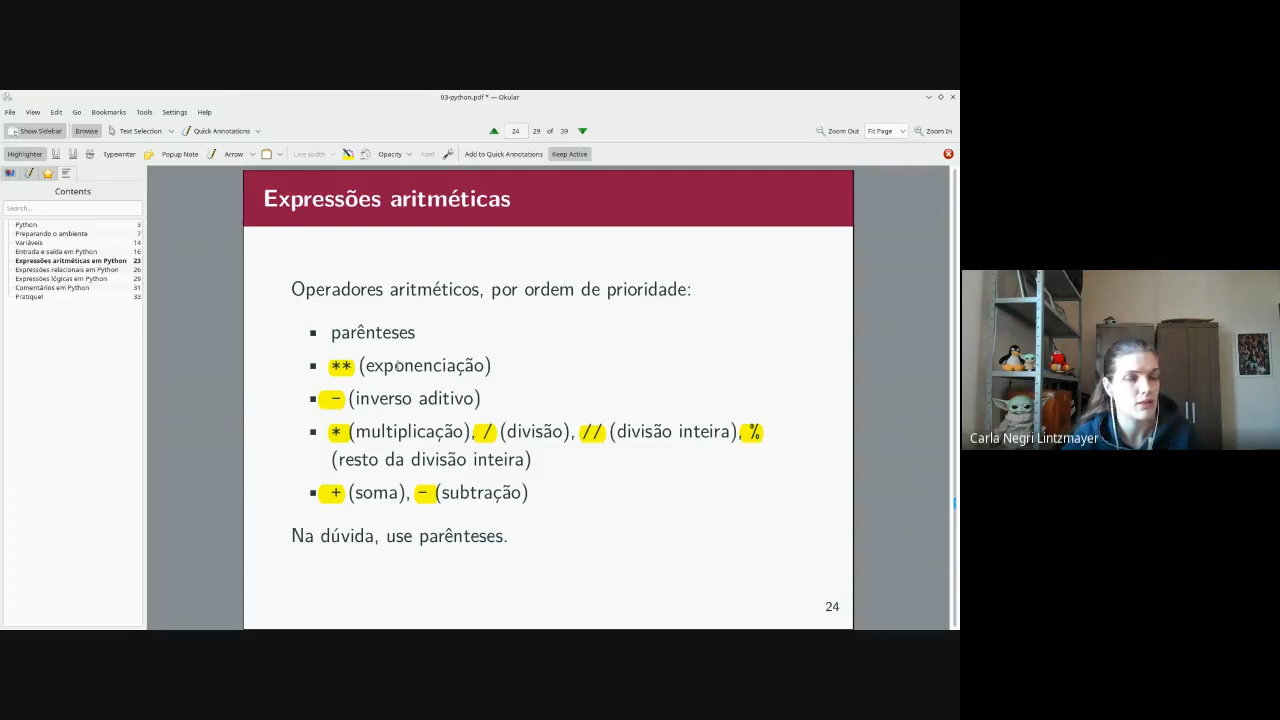 03-python.pdf * — Okular
File View Edit Go Bookmarks Tools Settings Help
Show Sidebar Browse Text Selection Quick Annotations 24 29 of 39 Zoom Out Fit Page Zoom In
Highlighter Typewriter Popup Note Arrow Line width Opacity Font Add to Quick Annotations Keep Active
Contents
Search...
Python 3
Preparando o ambiente 7
Variáveis 14
Entrada e saída em Python 16
Expressões aritméticas em Python 23
Expressões relacionais em Python 26
Expressões lógicas em Python 29
Comentários em Python 31
Pratique! 33
Expressões aritméticas
Operadores aritméticos, por ordem de prioridade:
parênteses
** (exponenciação)
− (inverso aditivo)
* (multiplicação), / (divisão), // (divisão inteira), %
(resto da divisão inteira)
+ (soma), − (subtração)
Na dúvida, use parênteses.
24
Carla Negri Lintzmayer